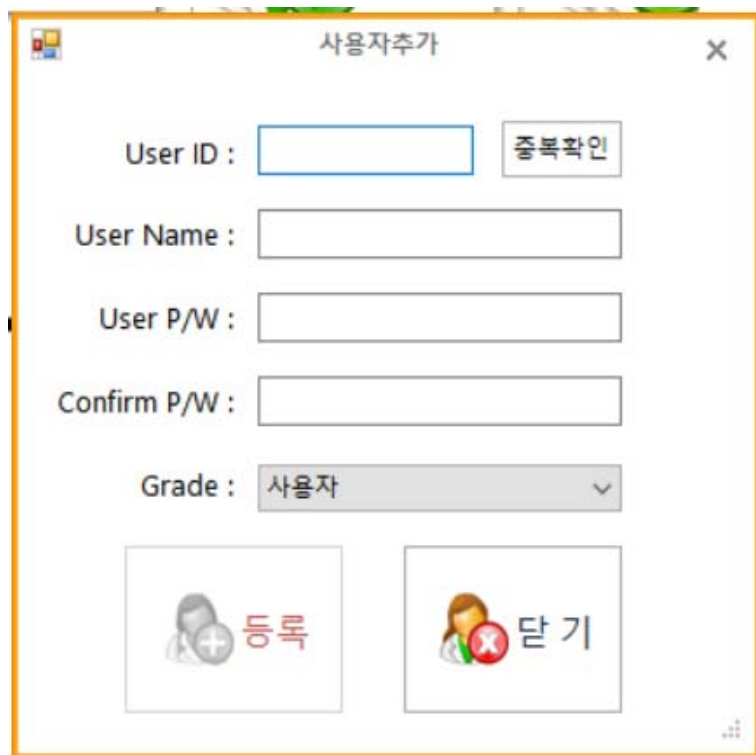 사용자추가
User ID : 중복확인
User Name :
User P/W :
Confirm P/W :
Grade : 사용자
등록 닫 기